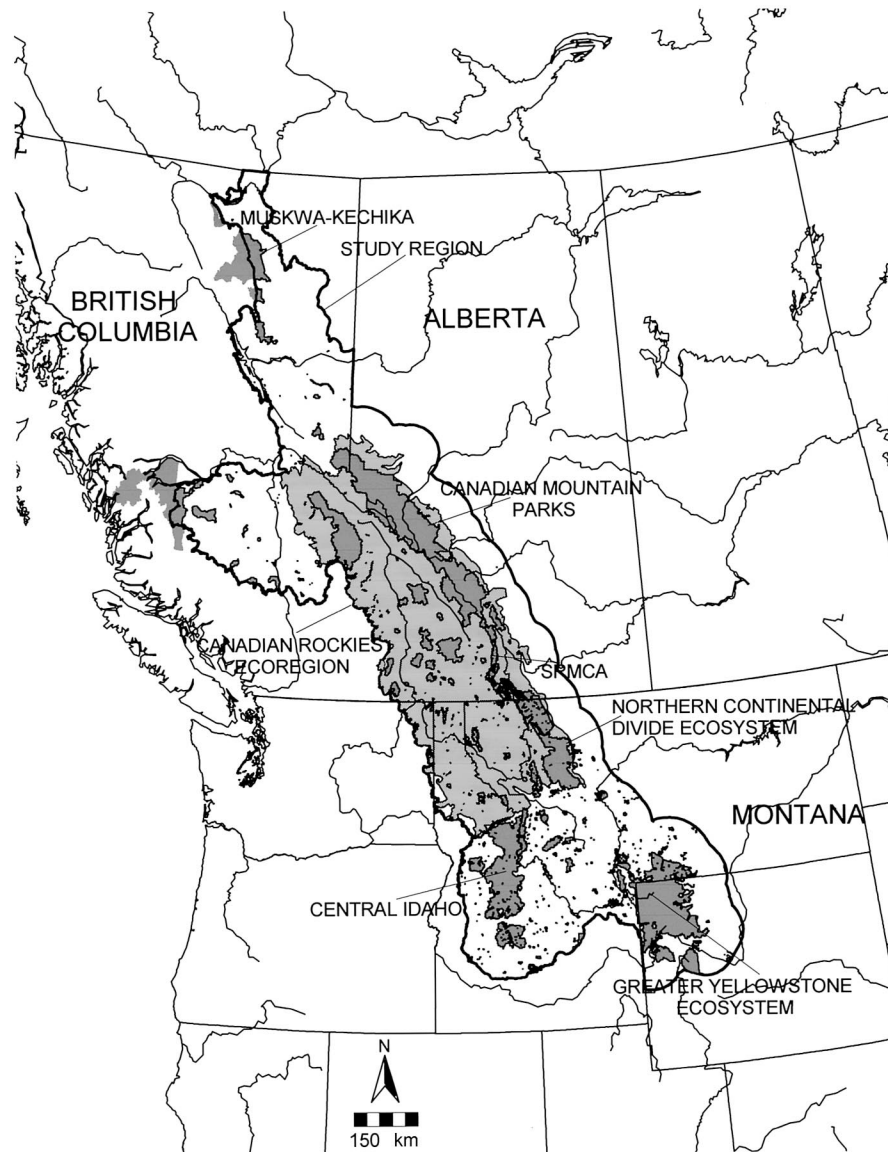 MUSKWA-KECHIKA
STUDY REGION
BRITISH
COLUMBIA
ALBERTA
CANADIAN MOUNTAIN
PARKS
CANADIAN ROCKIES
ECOREGION
SRMCA
NORTHERN CONTINENTAL
DIVIDE ECOSYSTEM
MONTANA
CENTRAL IDAHO
GREATER YELLOWSTONE
ECOSYSTEM
N
150 km